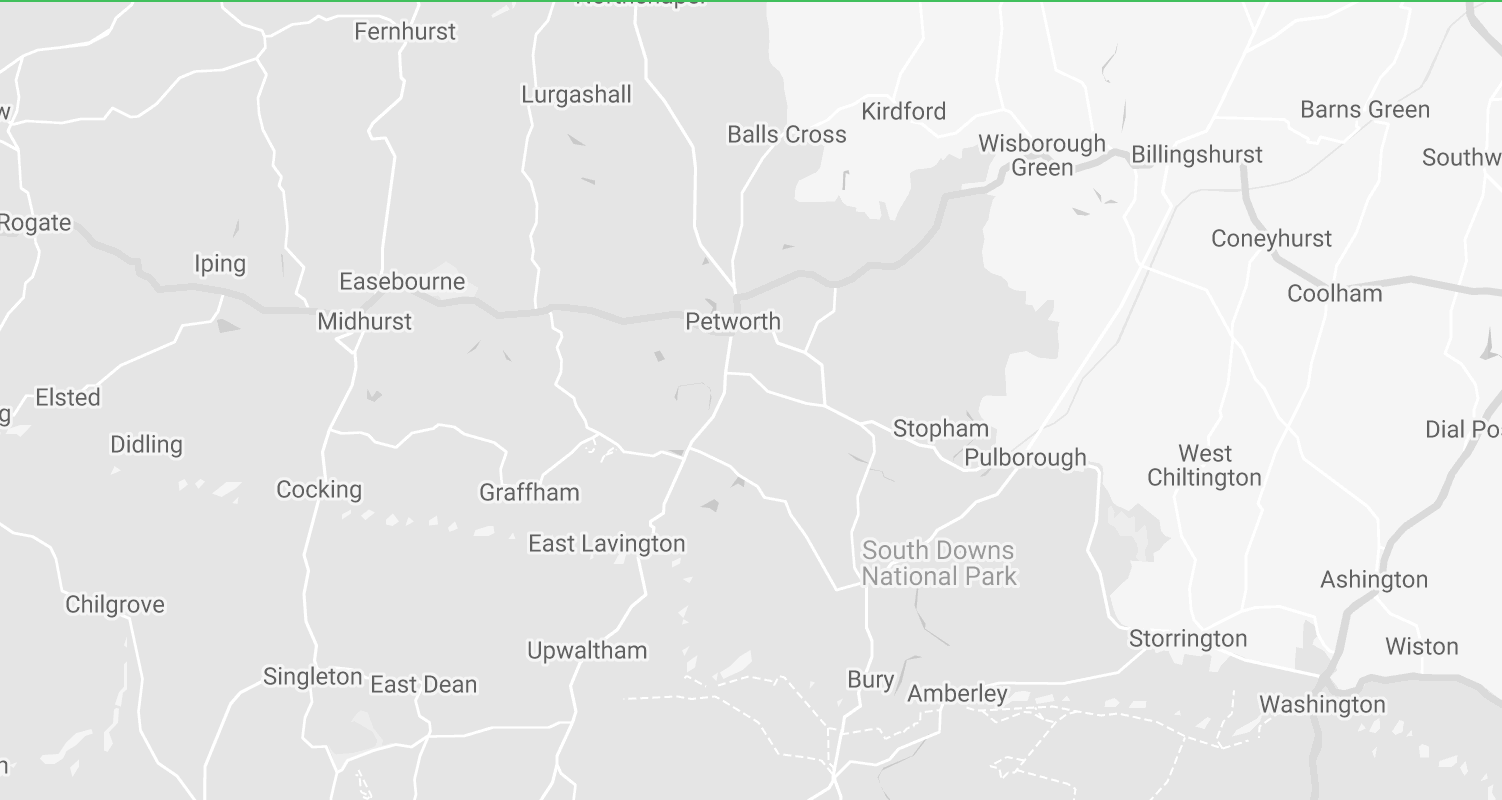 Fernhurst
Lurgashall
Kirdford
Barns Green
Balls Cross
Wisborough
Green
Billingshurst
Southw
Rogate
Coneyhurst
Iping
Easebourne
Coolham
Midhurst
Petworth
Elsted
g
Didling
Stopham
Dial Po
Pulborough
West
Chiltington
Cocking
Graffham
East Lavington
South Downs
National Park
Ashington
Chilgrove
Storrington
Wiston
Upwaltham
Singleton
East Dean
Bury
Amberley
Washington